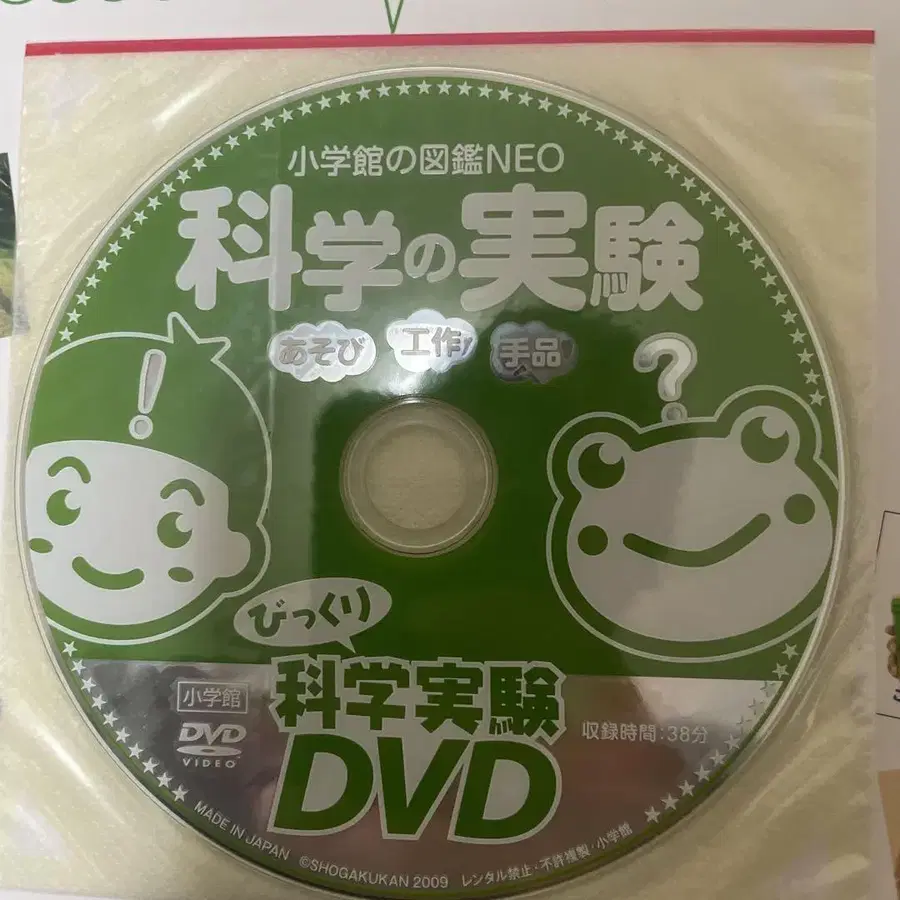 小学館の図鑑NEO
科学の実験
あそび 工作 手品
!
?
びっくり
科学実験
DVD
小学館
DVD
VIDEO
収録時間:38分
MADE IN JAPAN ©SHOGAKUKAN 2009 レンタル禁止・不許複製・小学館